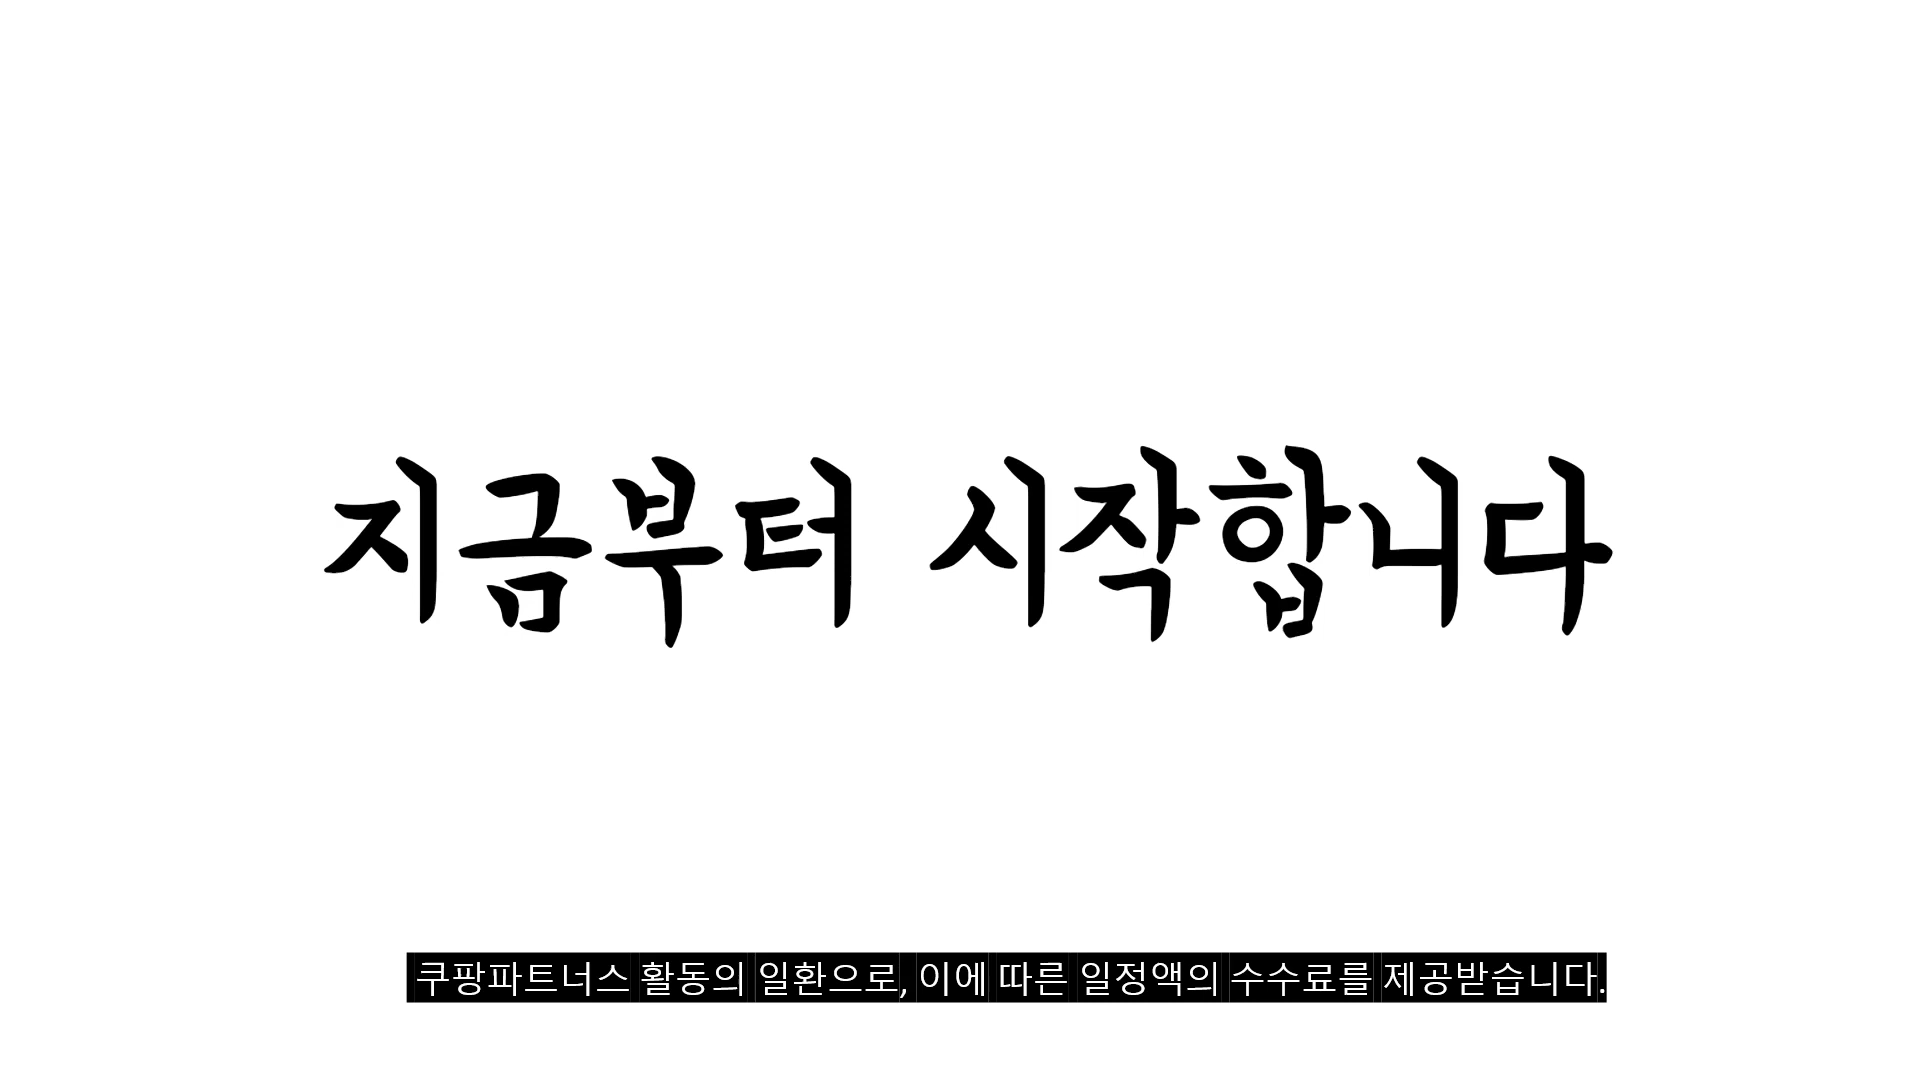 지금부터 시작합니다
쿠팡파트너스 활동의 일환으로, 이에 따른 일정액의 수수료를 제공받습니다.